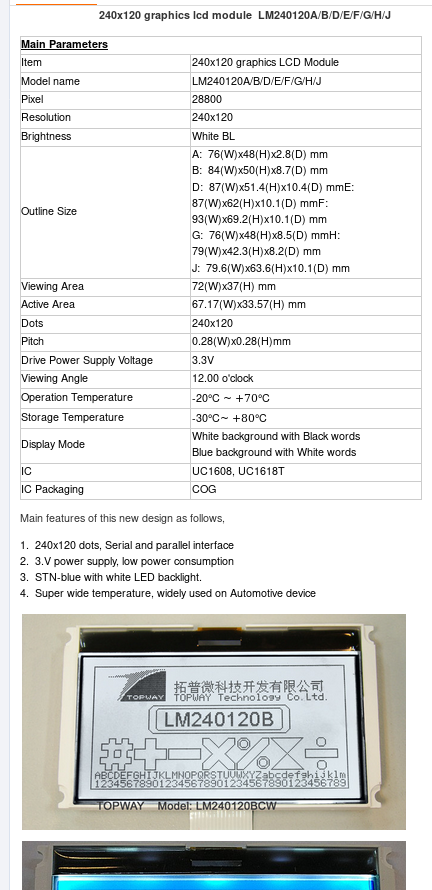 240x120 graphics lcd module LM240120A/B/D/E/F/G/H/J
Main Parameters
Item 240x120 graphics LCD Module
Model name LM240120A/B/D/E/F/G/H/J
Pixel 28800
Resolution 240x120
Brightness White BL
Outline Size
A: 76(W)x48(H)x2.8(D) mm
B: 84(W)x50(H)x8.7(D) mm
D: 87(W)x51.4(H)x10.4(D) mmE:
87(W)x62(H)x10.1(D) mmF:
93(W)x69.2(H)x10.1(D) mm
G: 76(W)x48(H)x8.5(D) mmH:
79(W)x42.3(H)x8.2(D) mm
J: 79.6(W)x63.6(H)x10.1(D) mm
Viewing Area 72(W)x37(H) mm
Active Area 67.17(W)x33.57(H) mm
Dots 240x120
Pitch 0.28(W)x0.28(H)mm
Drive Power Supply Voltage 3.3V
Viewing Angle 12.00 o'clock
Operation Temperature -20℃ ~ +70℃
Storage Temperature -30℃~ +80℃
Display Mode
White background with Black words
Blue background with White words
IC UC1608, UC1618T
IC Packaging COG
Main features of this new design as follows,
1. 240x120 dots, Serial and parallel interface
2. 3.V power supply, low power consumption
3. STN-blue with white LED backlight.
4. Super wide temperature, widely used on Automotive device
TOPWAY
拓普微科技开发有限公司
TOPWAY Technology Co.Ltd.
LM240120B
#+-×%÷
ABCDEFGHIJKLMNOPQRSTUVWXYZabcdefghijklm
123456789012345678901234567890123456789
TOPWAY Model: LM240120BCW